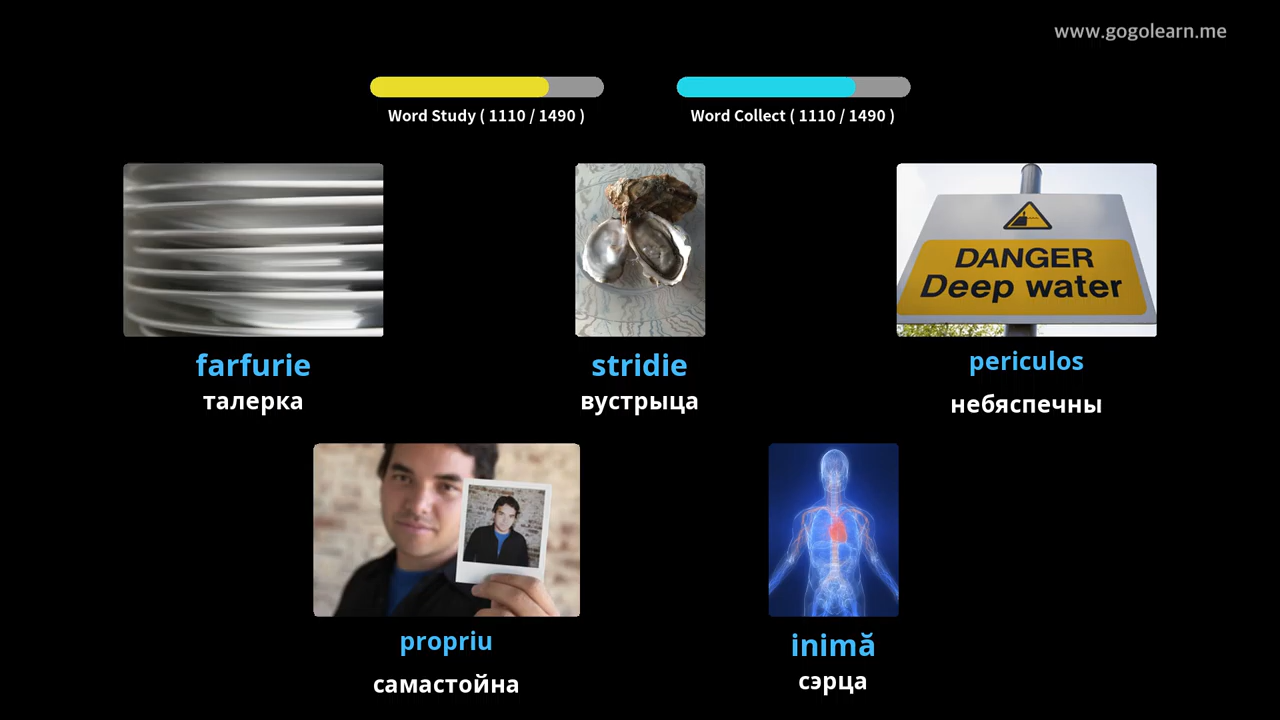 www.gogolearn.me
Word Study ( 1110 / 1490 )
Word Collect ( 1110 / 1490 )
DANGER
Deep water
farfurie
талерка
stridie
вустрыца
periculos
небяспечны
propriu
самастойна
inimă
сэрца